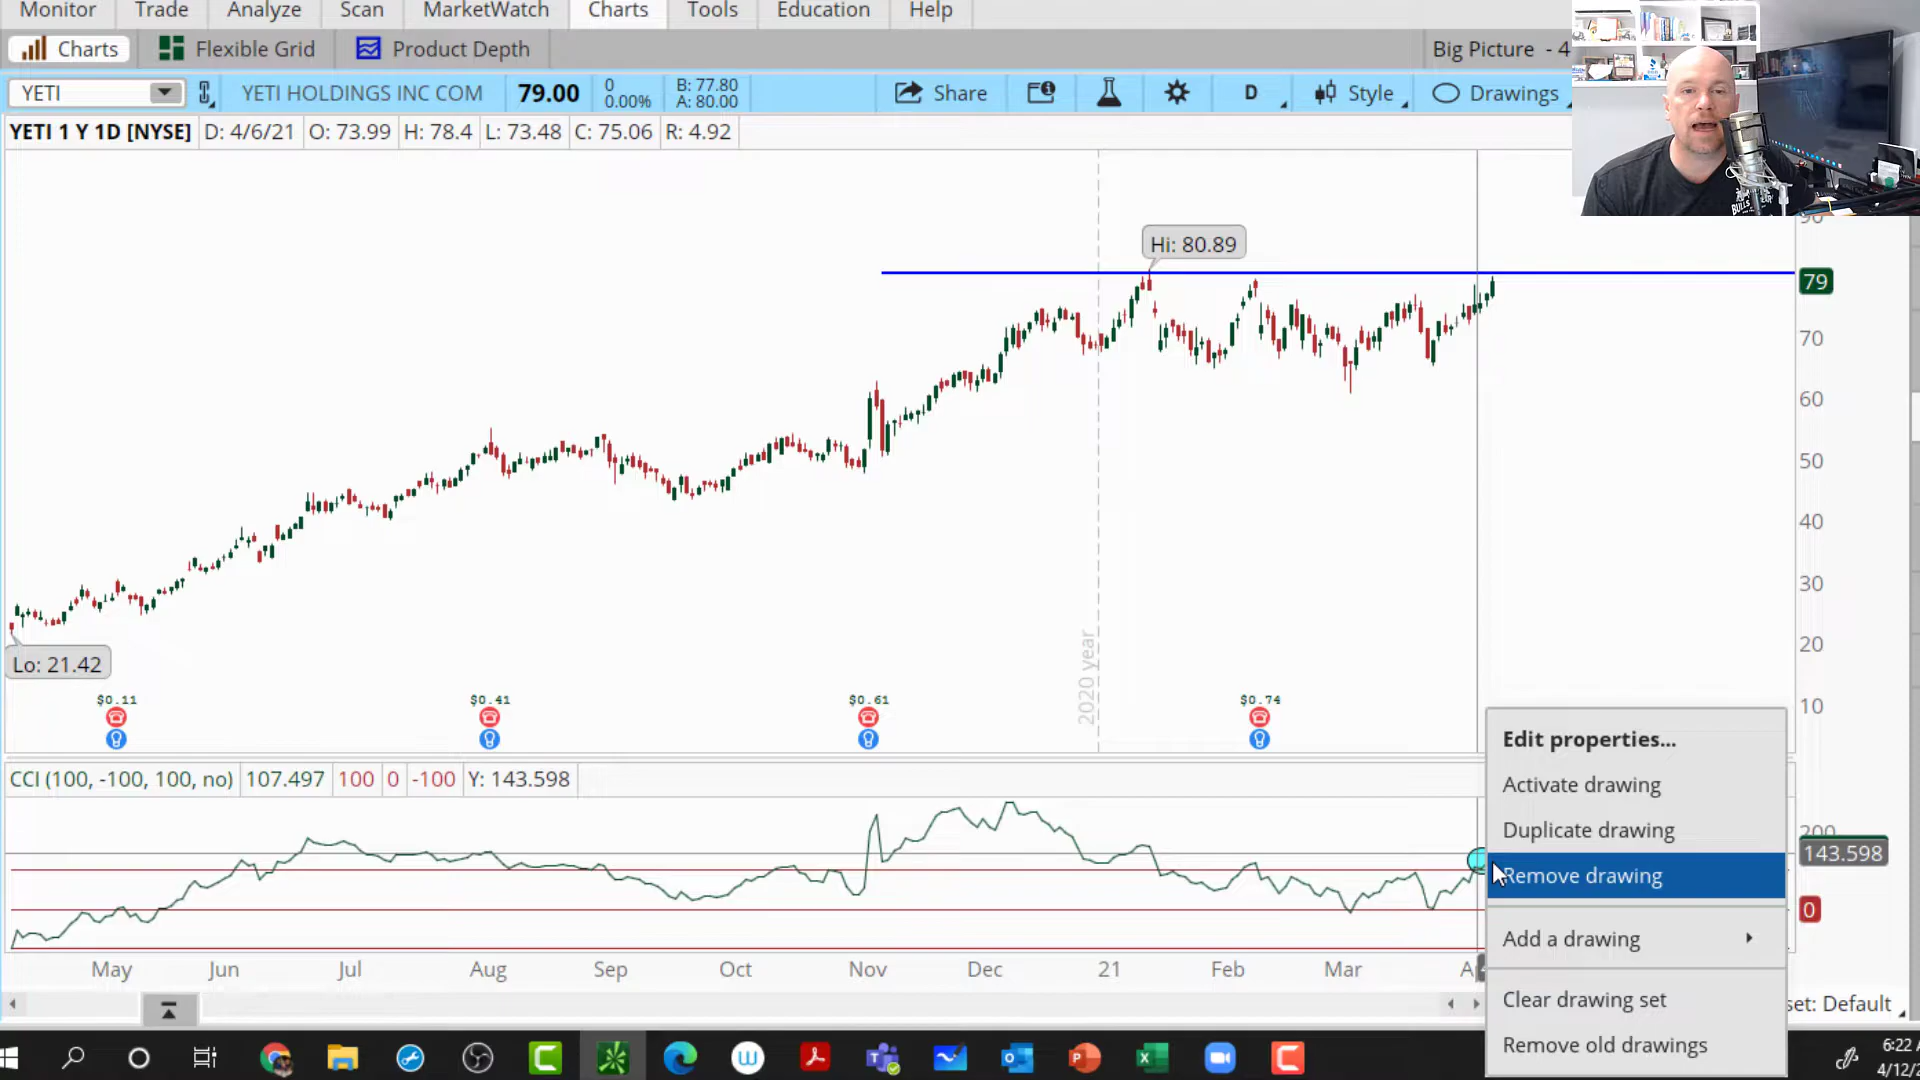 Monitor Trade Analyze Scan MarketWatch Charts Tools Education Help
Charts Flexible Grid Product Depth Big Picture - 4
YETI YETI HOLDINGS INC COM 79.00 0 0.00% B: 77.80 A: 80.00 Share D Style Drawings
YETI 1 Y 1D [NYSE] D: 4/6/21 O: 73.99 H: 78.4 L: 73.48 C: 75.06 R: 4.92
BULLS
90
Hi: 80.89
79
70
60
50
40
30
20
Lo: 21.42
2020 year
$0.11 $0.41 $0.61 $0.74
10
Edit properties...
CCI (100, -100, 100, no) 107.497 100 0 -100 Y: 143.598
Activate drawing
Duplicate drawing
200
143.598
Remove drawing
0
Add a drawing
May Jun Jul Aug Sep Oct Nov Dec 21 Feb Mar A
Clear drawing set
set: Default
Remove old drawings
6:22 A
4/12/2